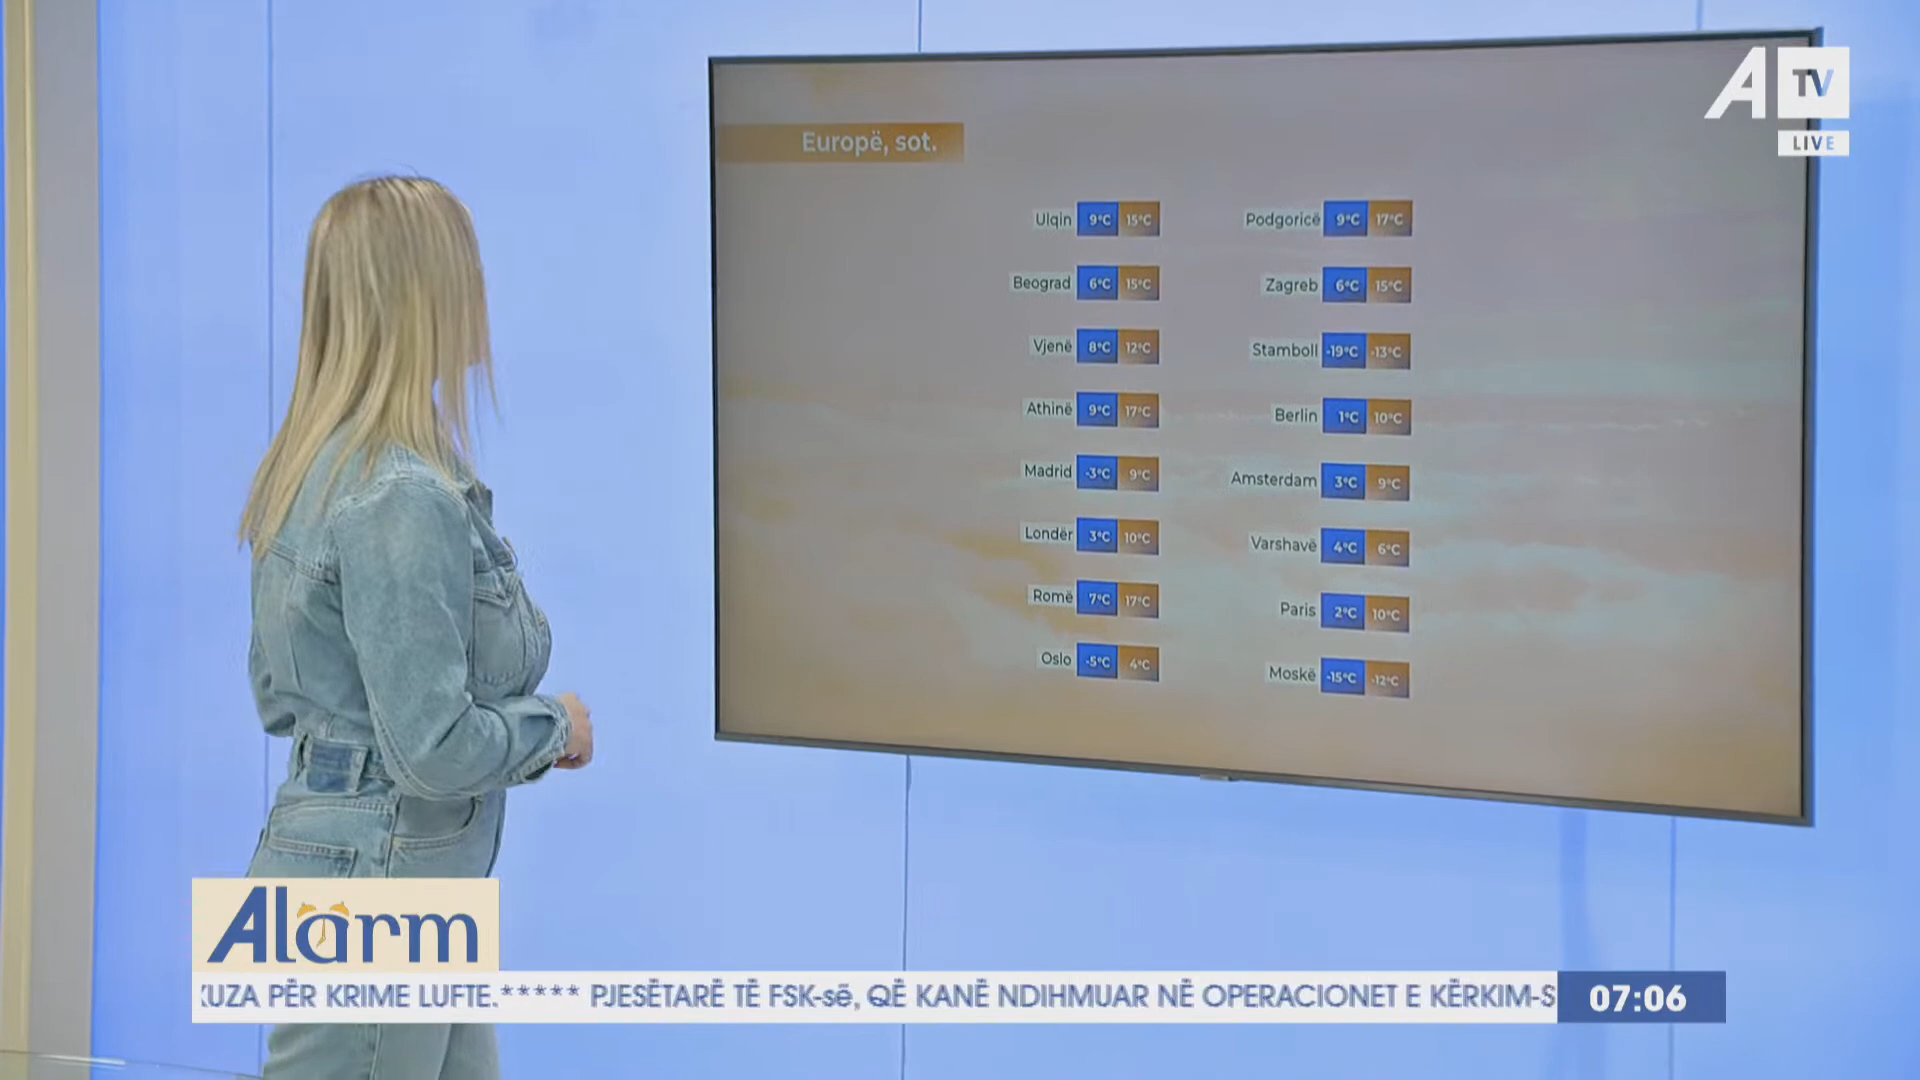 A TV
LIVE
Europë, sot.
Ulqin 9°C 15°C
Podgoricë 9°C 17°C
Beograd 6°C 15°C
Zagreb 6°C 15°C
Vjenë 8°C 12°C
Stamboll -19°C -13°C
Athinë 9°C 17°C
Berlin 1°C 10°C
Madrid -3°C 9°C
Amsterdam 3°C 9°C
Londër 3°C 10°C
Varshavë 4°C 6°C
Romë 7°C 17°C
Paris 2°C 10°C
Oslo -5°C 4°C
Moskë -15°C -12°C
Alarm
KUZA PËR KRIME LUFTE.***** PJESËTARË TË FSK-së, QË KANË NDIHMUAR NË OPERACIONET E KËRKIM-S
07:06